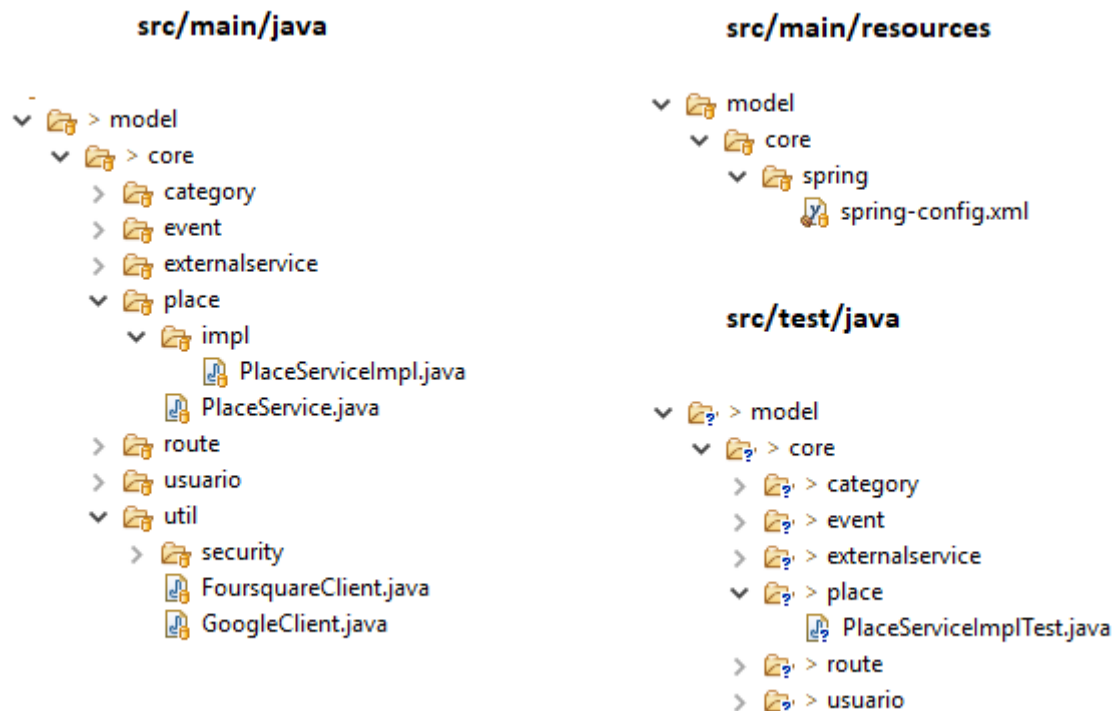 src/main/java
> model
> core
category
event
externalservice
place
impl
PlaceServiceImpl.java
PlaceService.java
route
usuario
util
security
FoursquareClient.java
GoogleClient.java
src/main/resources
model
core
spring
spring-config.xml
src/test/java
> model
> core
> category
> event
> externalservice
> place
PlaceServiceImplTest.java
> route
> usuario